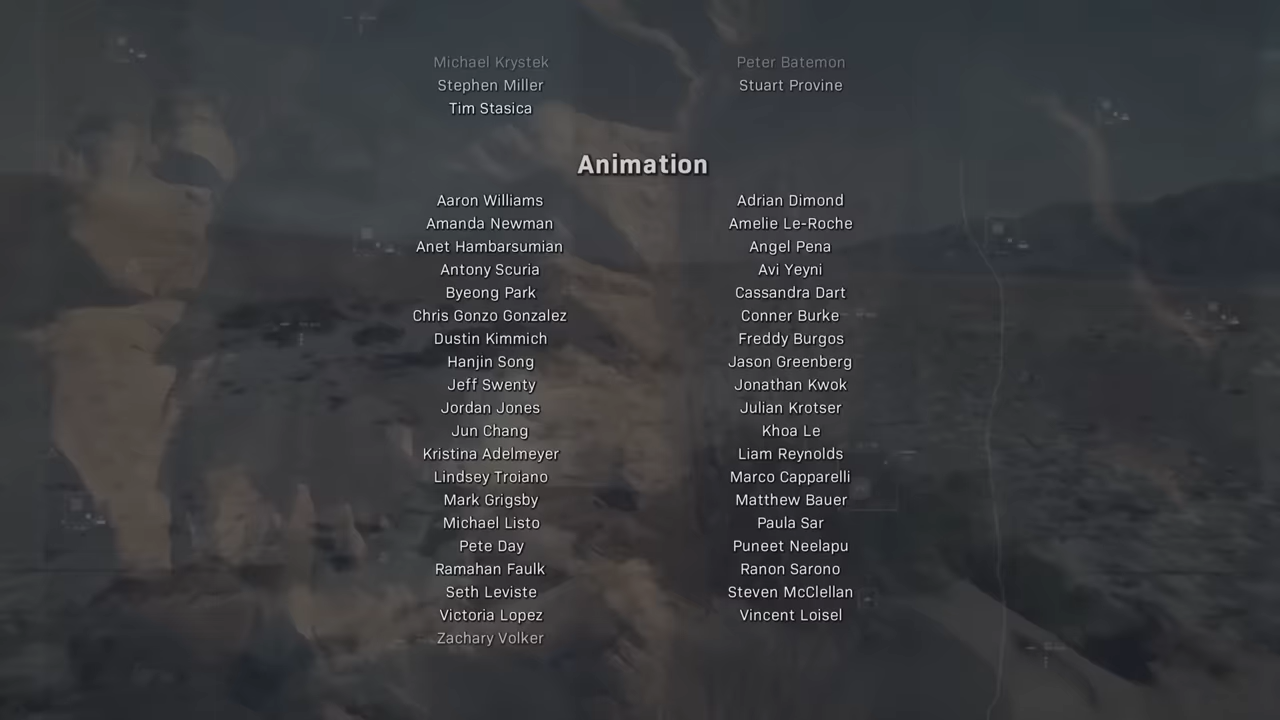 Michael Krystek Peter Batemon
Stephen Miller Stuart Provine
Tim Stasica
Animation
Aaron Williams Adrian Dimond
Amanda Newman Amelie Le-Roche
Anet Hambarsumian Angel Pena
Antony Scuria Avi Yeyni
Byeong Park Cassandra Dart
Chris Gonzo Gonzalez Conner Burke
Dustin Kimmich Freddy Burgos
Hanjin Song Jason Greenberg
Jeff Swenty Jonathan Kwok
Jordan Jones Julian Krotser
Jun Chang Khoa Le
Kristina Adelmeyer Liam Reynolds
Lindsey Troiano Marco Capparelli
Mark Grigsby Matthew Bauer
Michael Listo Paula Sar
Pete Day Puneet Neelapu
Ramahan Faulk Ranon Sarono
Seth Leviste Steven McClellan
Victoria Lopez Vincent Loisel
Zachary Volker